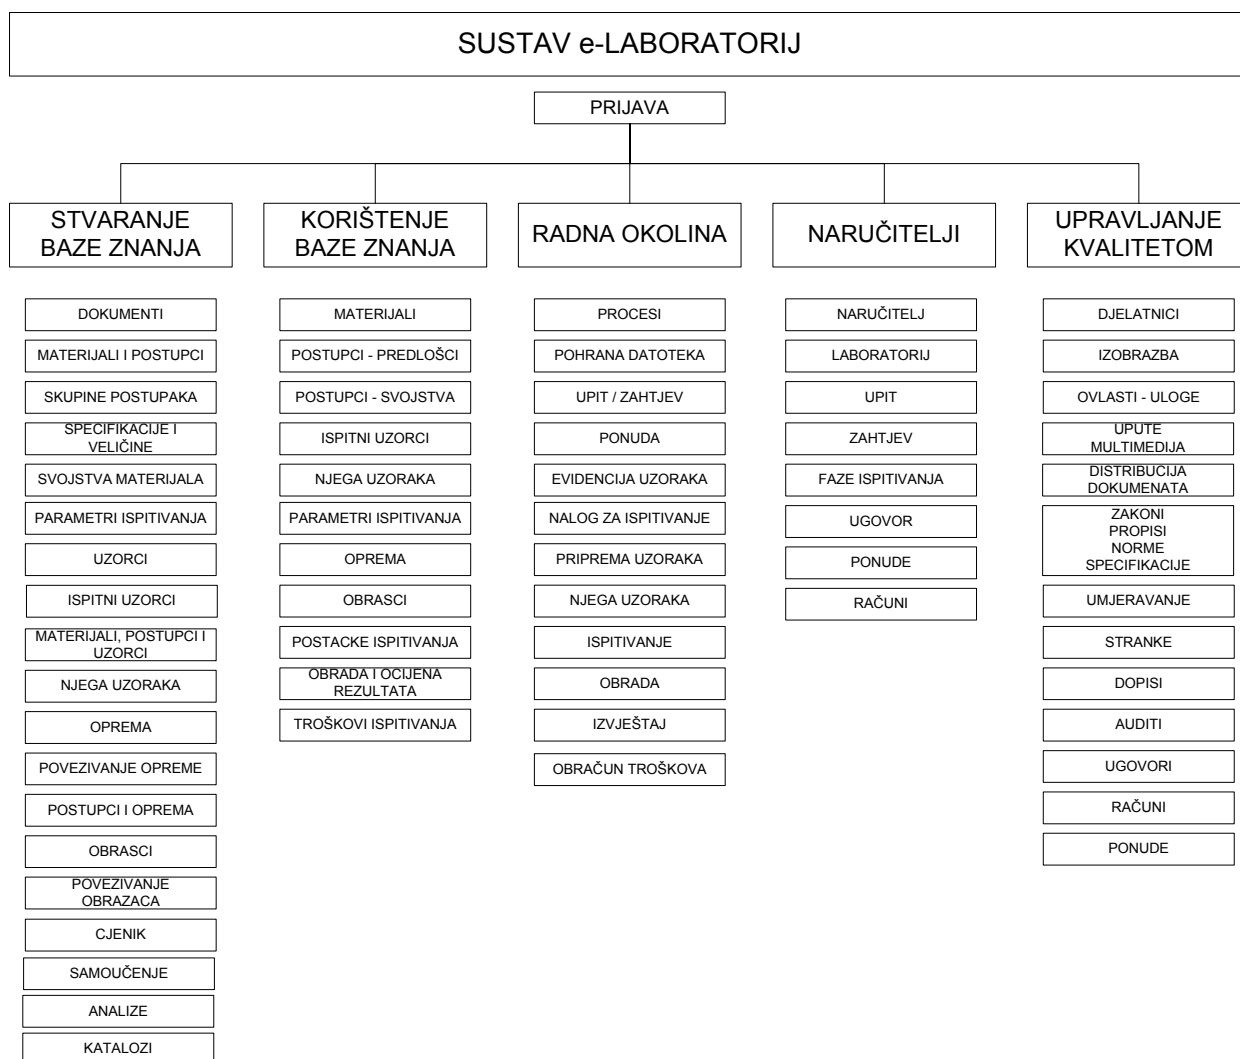 SUSTAV e-LABORATORIJ
PRIJAVA
STVARANJE
BAZE ZNANJA
DOKUMENTI
MATERIJALI I POSTUPCI
SKUPINE POSTUPAKA
SPECIFIKACIJE I
VELIČINE
SVOJSTVA MATERIJALA
PARAMETRI ISPITIVANJA
UZORCI
ISPITNI UZORCI
MATERIJALI, POSTUPCI I
UZORCI
NJEGA UZORAKA
OPREMA
POVEZIVANJE OPREME
POSTUPCI I OPREMA
OBRASCI
POVEZIVANJE
OBRAZACA
CJENIK
SAMOUČENJE
ANALIZE
KATALOZI
KORIŠTENJE
BAZE ZNANJA
MATERIJALI
POSTUPCI - PREDLOŠCI
POSTUPCI - SVOJSTVA
ISPITNI UZORCI
NJEGA UZORAKA
PARAMETRI ISPITIVANJA
OPREMA
OBRASCI
POSTACKE ISPITIVANJA
OBRADA I OCIJENA
REZULTATA
TROŠKOVI ISPITIVANJA
RADNA OKOLINA
PROCESI
POHRANA DATOTEKA
UPIT / ZAHTJEV
PONUDA
EVIDENCIJA UZORAKA
NALOG ZA ISPITIVANJE
PRIPREMA UZORAKA
NJEGA UZORAKA
ISPITIVANJE
OBRADA
IZVJEŠTAJ
OBRAČUN TROŠKOVA
NARUČITELJI
NARUČITELJ
LABORATORIJ
UPIT
ZAHTJEV
FAZE ISPITIVANJA
UGOVOR
PONUDE
RAČUNI
UPRAVLJANJE
KVALITETOM
DJELATNICI
IZOBRAZBA
OVLASTI - ULOGE
UPUTE
MULTIMEDIJA
DISTRIBUCIJA
DOKUMENATA
ZAKONI
PROPISI
NORME
SPECIFIKACIJE
UMJERAVANJE
STRANKE
DOPISI
AUDITI
UGOVORI
RAČUNI
PONUDE